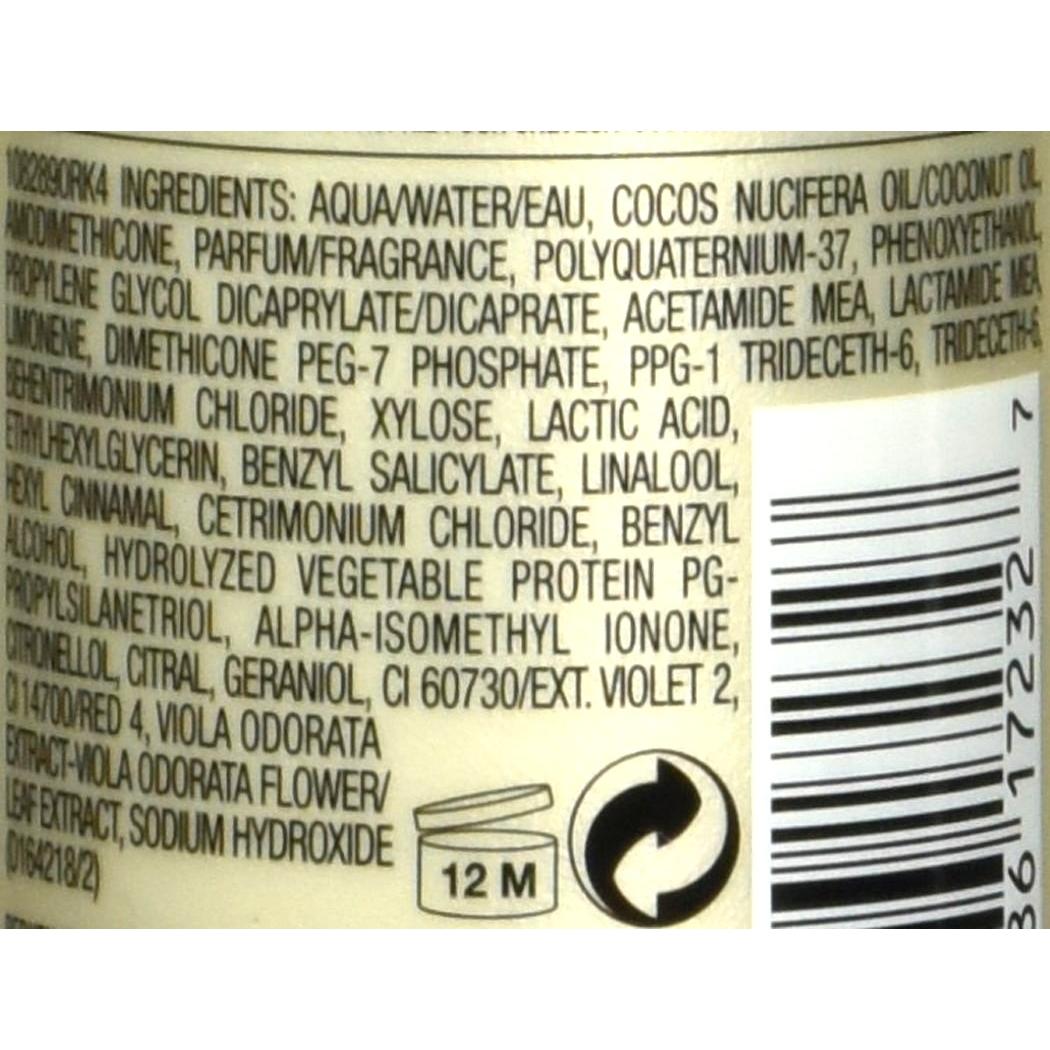 1082890RK4 INGREDIENTS: AQUA/WATER/EAU, COCOS NUCIFERA OIL/COCONUT OIL,
AMODIMETHICONE, PARFUM/FRAGRANCE, POLYQUATERNIUM-37, PHENOXYETHANOL,
PROPYLENE GLYCOL DICAPRYLATE/DICAPRATE, ACETAMIDE MEA, LACTAMIDE MEA,
LIMONENE, DIMETHICONE PEG-7 PHOSPHATE, PPG-1 TRIDECETH-6, TRIDECETH-6,
BEHENTRIMONIUM CHLORIDE, XYLOSE, LACTIC ACID,
ETHYLHEXYLGLYCERIN, BENZYL SALICYLATE, LINALOOL,
HEXYL CINNAMAL, CETRIMONIUM CHLORIDE, BENZYL
ALCOHOL, HYDROLYZED VEGETABLE PROTEIN PG-
PROPYLSILANETRIOL, ALPHA-ISOMETHYL IONONE,
CITRONELLOL, CITRAL, GERANIOL, CI 60730/EXT. VIOLET 2,
CI 14700/RED 4, VIOLA ODORATA
EXTRACT-VIOLA ODORATA FLOWER/
LEAF EXTRACT, SODIUM HYDROXIDE
(D164218/2)
12 M
36 17232 7